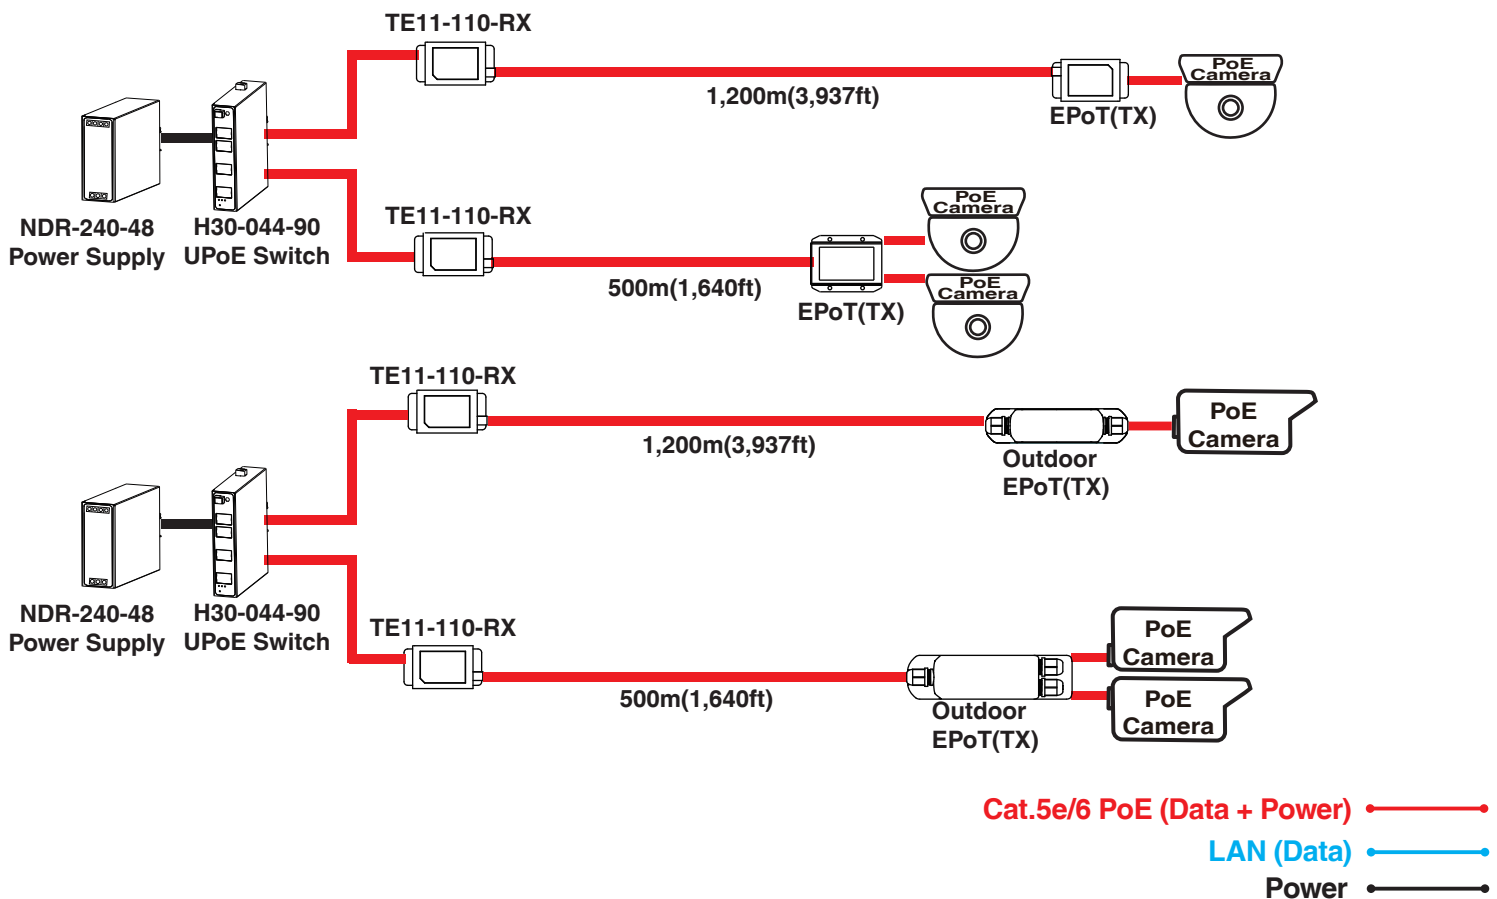 TE11-110-RX
PoE
Camera
1,200m(3,937ft)
EPoT(TX)
NDR-240-48
Power Supply
H30-044-90
UPoE Switch
TE11-110-RX
PoE
Camera
500m(1,640ft)
PoE
Camera
EPoT(TX)
TE11-110-RX
1,200m(3,937ft)
PoE
Camera
Outdoor
EPoT(TX)
NDR-240-48
Power Supply
H30-044-90
UPoE Switch
TE11-110-RX
PoE
Camera
500m(1,640ft)
PoE
Camera
Outdoor
EPoT(TX)
Cat.5e/6 PoE (Data + Power)
LAN (Data)
Power